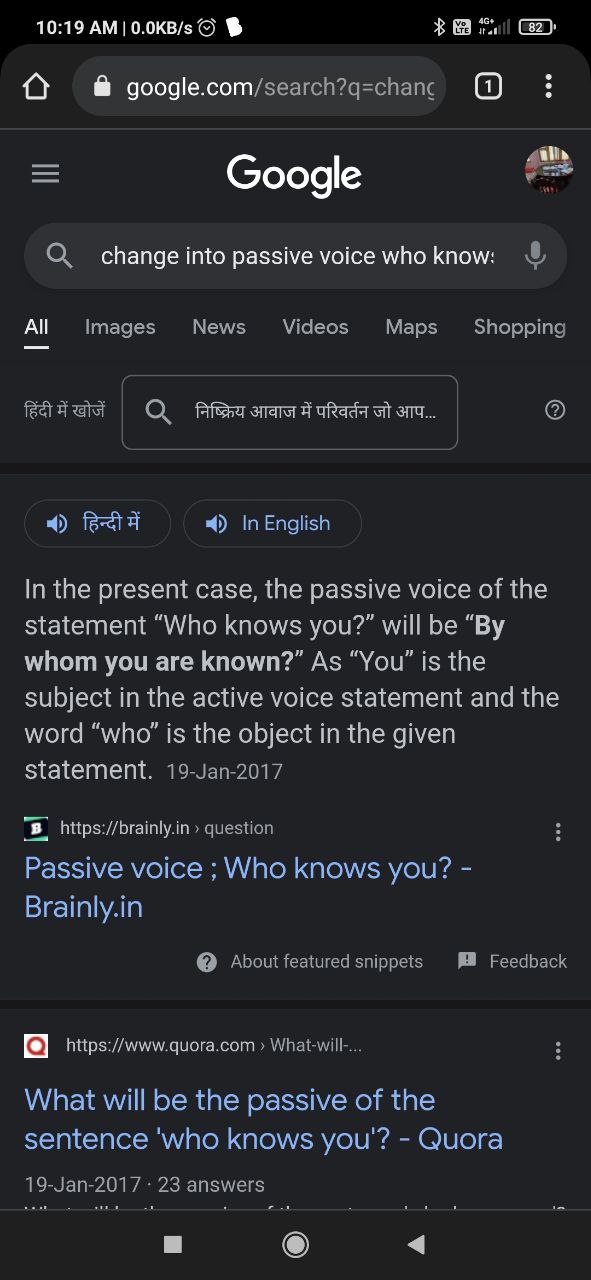 10:19 AM | 0.0KB/s
Vo LTE 4G+ 82
google.com/search?q=chang
1
Google
change into passive voice who knows
All Images News Videos Maps Shopping
हिंदी में खोजें निष्क्रिय आवाज में परिवर्तन जो आप...
हिन्दी में In English
In the present case, the passive voice of the
statement “Who knows you?” will be “By
whom you are known?” As “You” is the
subject in the active voice statement and the
word “who” is the object in the given
statement. 19-Jan-2017
https://brainly.in › question
Passive voice ; Who knows you? -
Brainly.in
About featured snippets Feedback
https://www.quora.com › What-will-...
What will be the passive of the
sentence 'who knows you'? - Quora
19-Jan-2017 · 23 answers